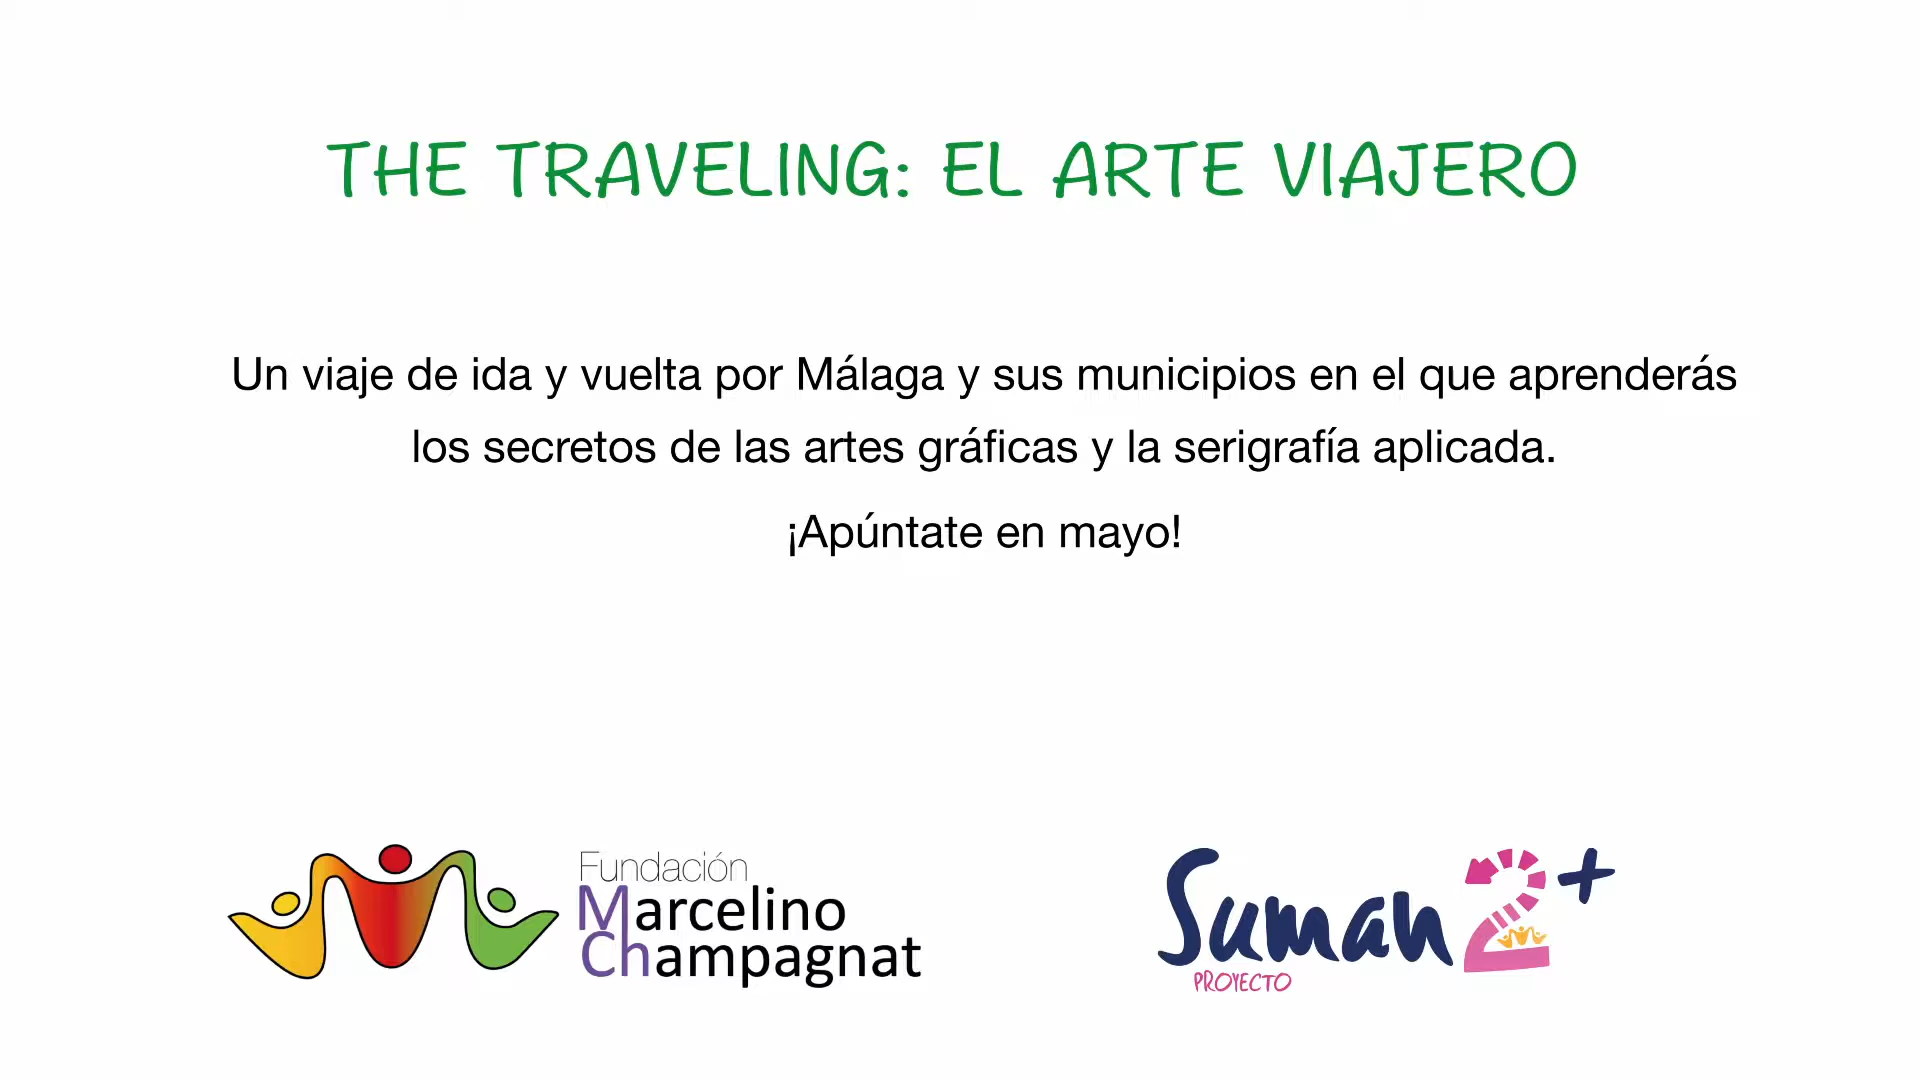 THE TRAVELING: EL ARTE VIAJERO
Un viaje de ida y vuelta por Málaga y sus municipios en el que aprenderás
los secretos de las artes gráficas y la serigrafía aplicada.
¡Apúntate en mayo!
Fundación
Marcelino
Champagnat
Suman2+
PROYECTO